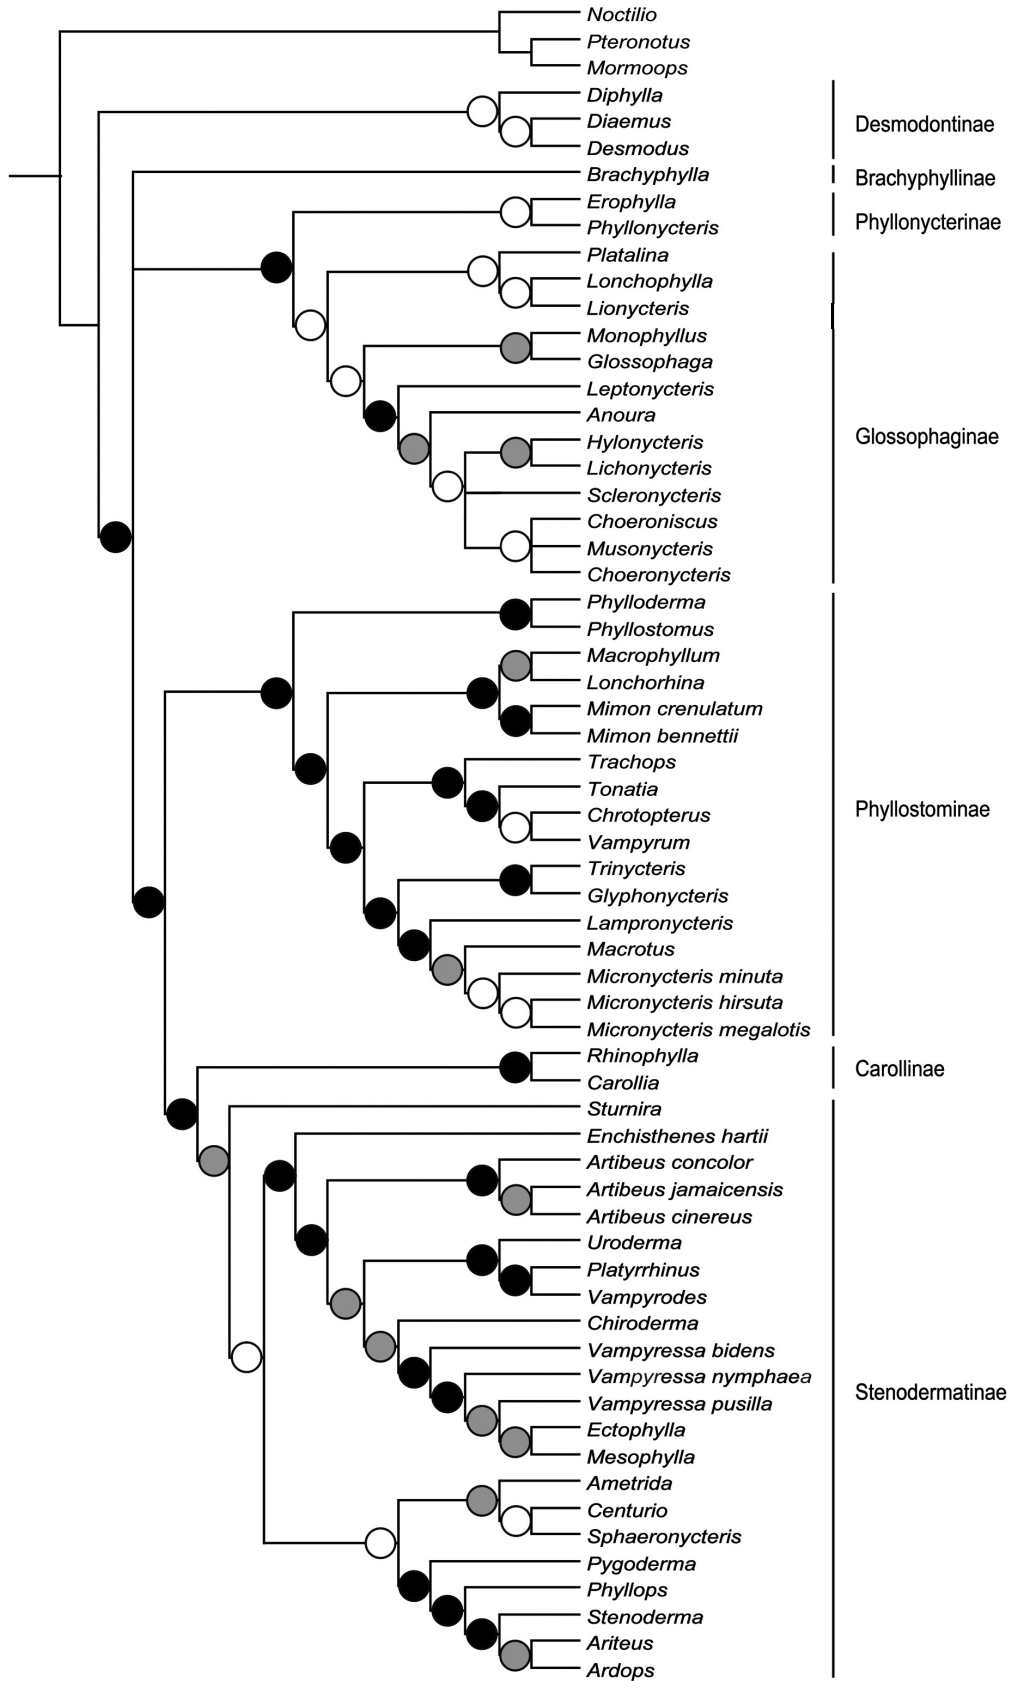 Noctilio
Pteronotus
Mormoops
Diphylla
Diaemus
Desmodus
Desmodontinae
Brachyphylla
Brachyphyllinae
Erophylla
Phyllonycteris
Phyllonycterinae
Platalina
Lonchophylla
Lionycteris
Monophyllus
Glossophaga
Leptonycteris
Anoura
Hylonycteris
Lichonycteris
Scleronycteris
Choeroniscus
Musonycteris
Choeronycteris
Glossophaginae
Phylloderma
Phyllostomus
Macrophyllum
Lonchorhina
Mimon crenulatum
Mimon bennettii
Trachops
Tonatia
Chrotopterus
Vampyrum
Trinycteris
Glyphonycteris
Lampronycteris
Macrotus
Micronycteris minuta
Micronycteris hirsuta
Micronycteris megalotis
Phyllostominae
Rhinophylla
Carollia
Carollinae
Sturnira
Enchisthenes hartii
Artibeus concolor
Artibeus jamaicensis
Artibeus cinereus
Uroderma
Platyrrhinus
Vampyrodes
Chiroderma
Vampyressa bidens
Vampyressa nymphaea
Vampyressa pusilla
Ectophylla
Mesophylla
Ametrida
Centurio
Sphaeronycteris
Pygoderma
Phyllops
Stenoderma
Ariteus
Ardops
Stenodermatinae